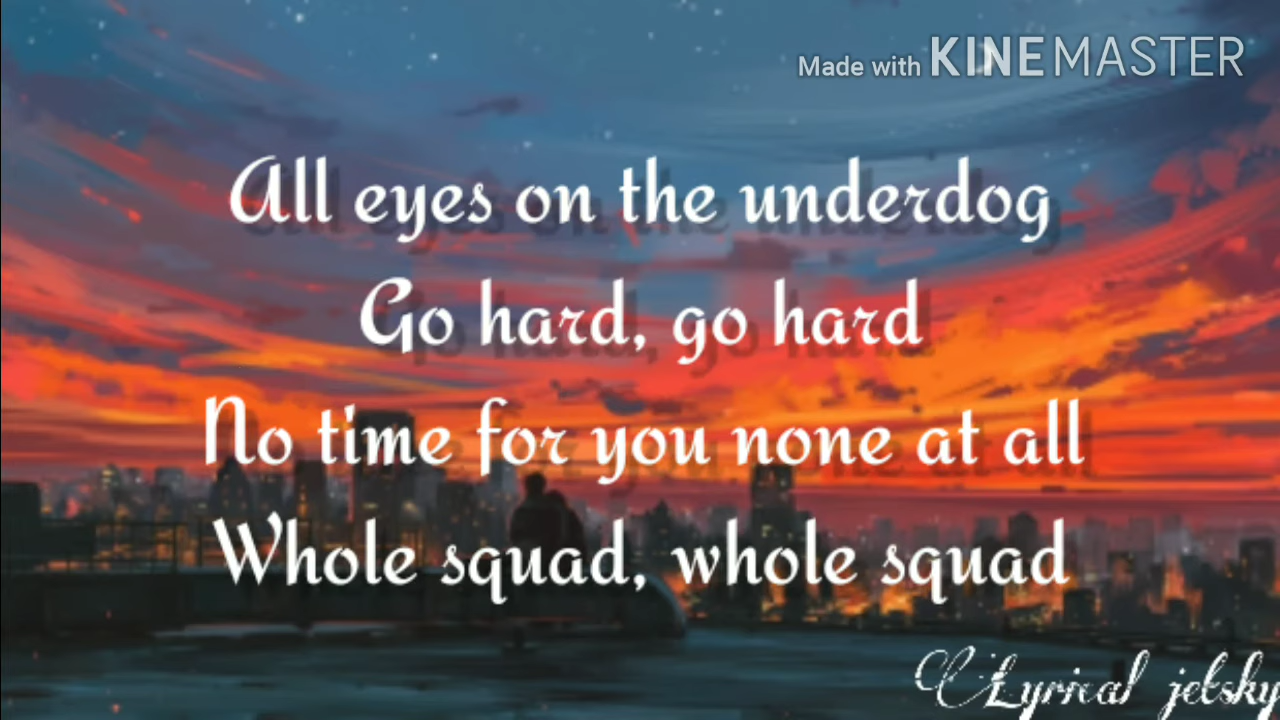 Made with KINEMASTER
All eyes on the underdog
Go hard, go hard
No time for you none at all
Whole squad, whole squad
Lyrical jetsky